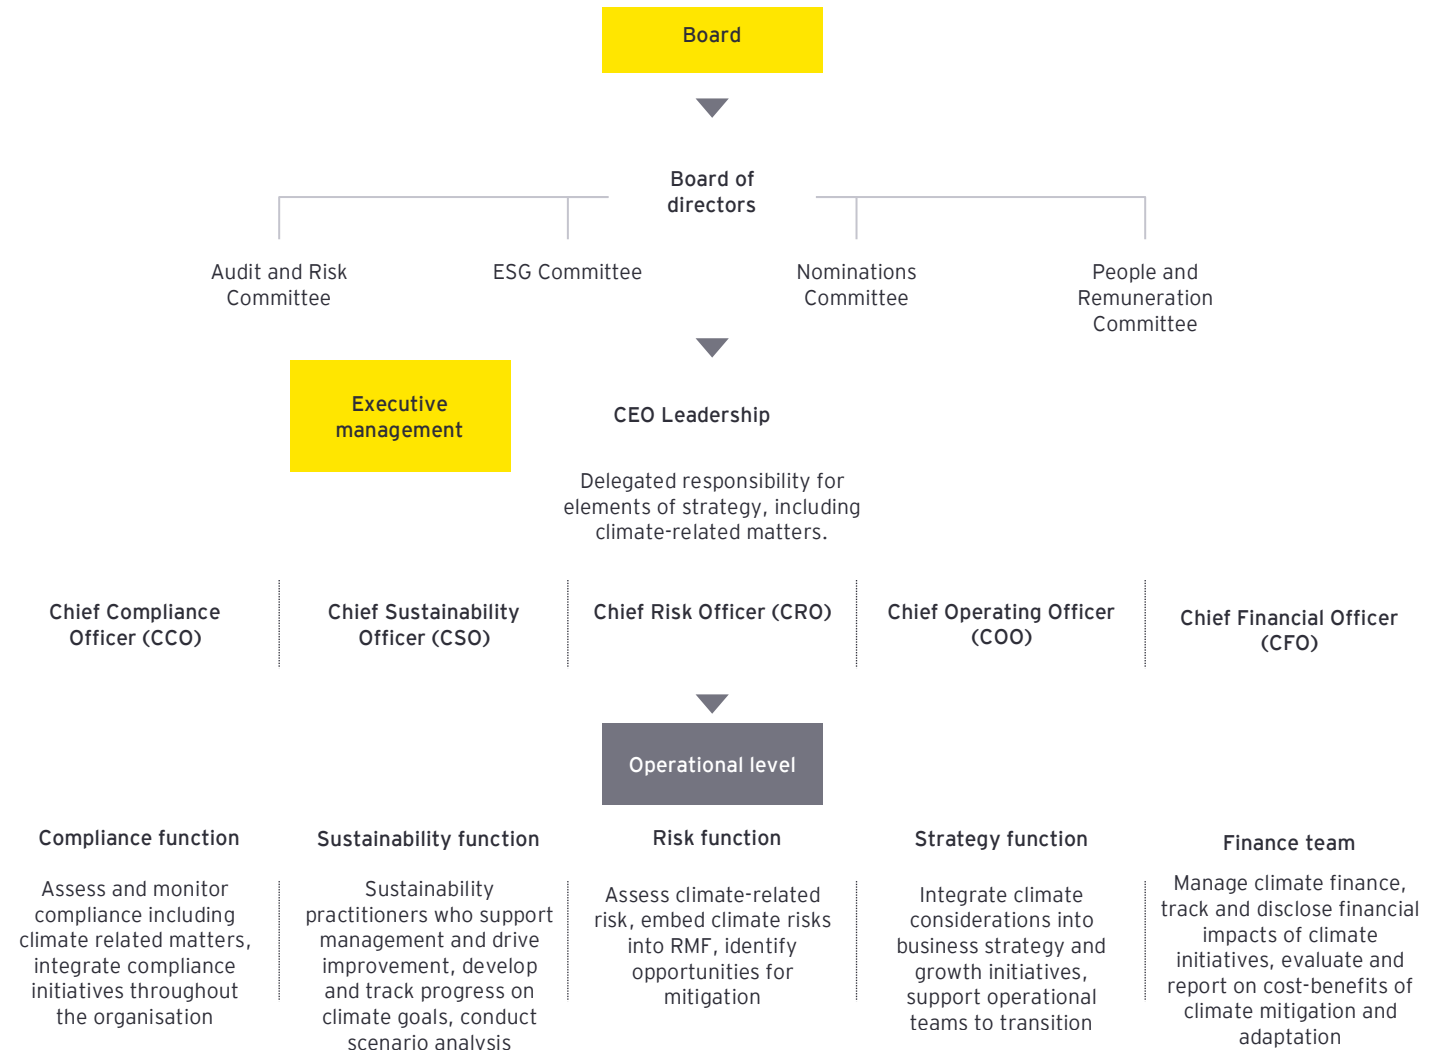 Board
Board of
directors
Audit and Risk
Committee
ESG Committee
Nominations
Committee
People and
Remuneration
Committee
Executive
management
CEO Leadership
Delegated responsibility for
elements of strategy, including
climate-related matters.
Chief Compliance
Officer (CCO)
Chief Sustainability
Officer (CSO)
Chief Risk Officer (CRO)
Chief Operating Officer
(COO)
Chief Financial Officer
(CFO)
Operational level
Compliance function
Assess and monitor
compliance including
climate related matters,
integrate compliance
initiatives throughout
the organisation
Sustainability function
Sustainability
practitioners who support
management and drive
improvement, develop
and track progress on
climate goals, conduct
scenario analysis
Risk function
Assess climate-related
risk, embed climate risks
into RMF, identify
opportunities for
mitigation
Strategy function
Integrate climate
considerations into
business strategy and
growth initiatives,
support operational
teams to transition
Finance team
Manage climate finance,
track and disclose financial
impacts of climate
initiatives, evaluate and
report on cost-benefits of
climate mitigation and
adaptation